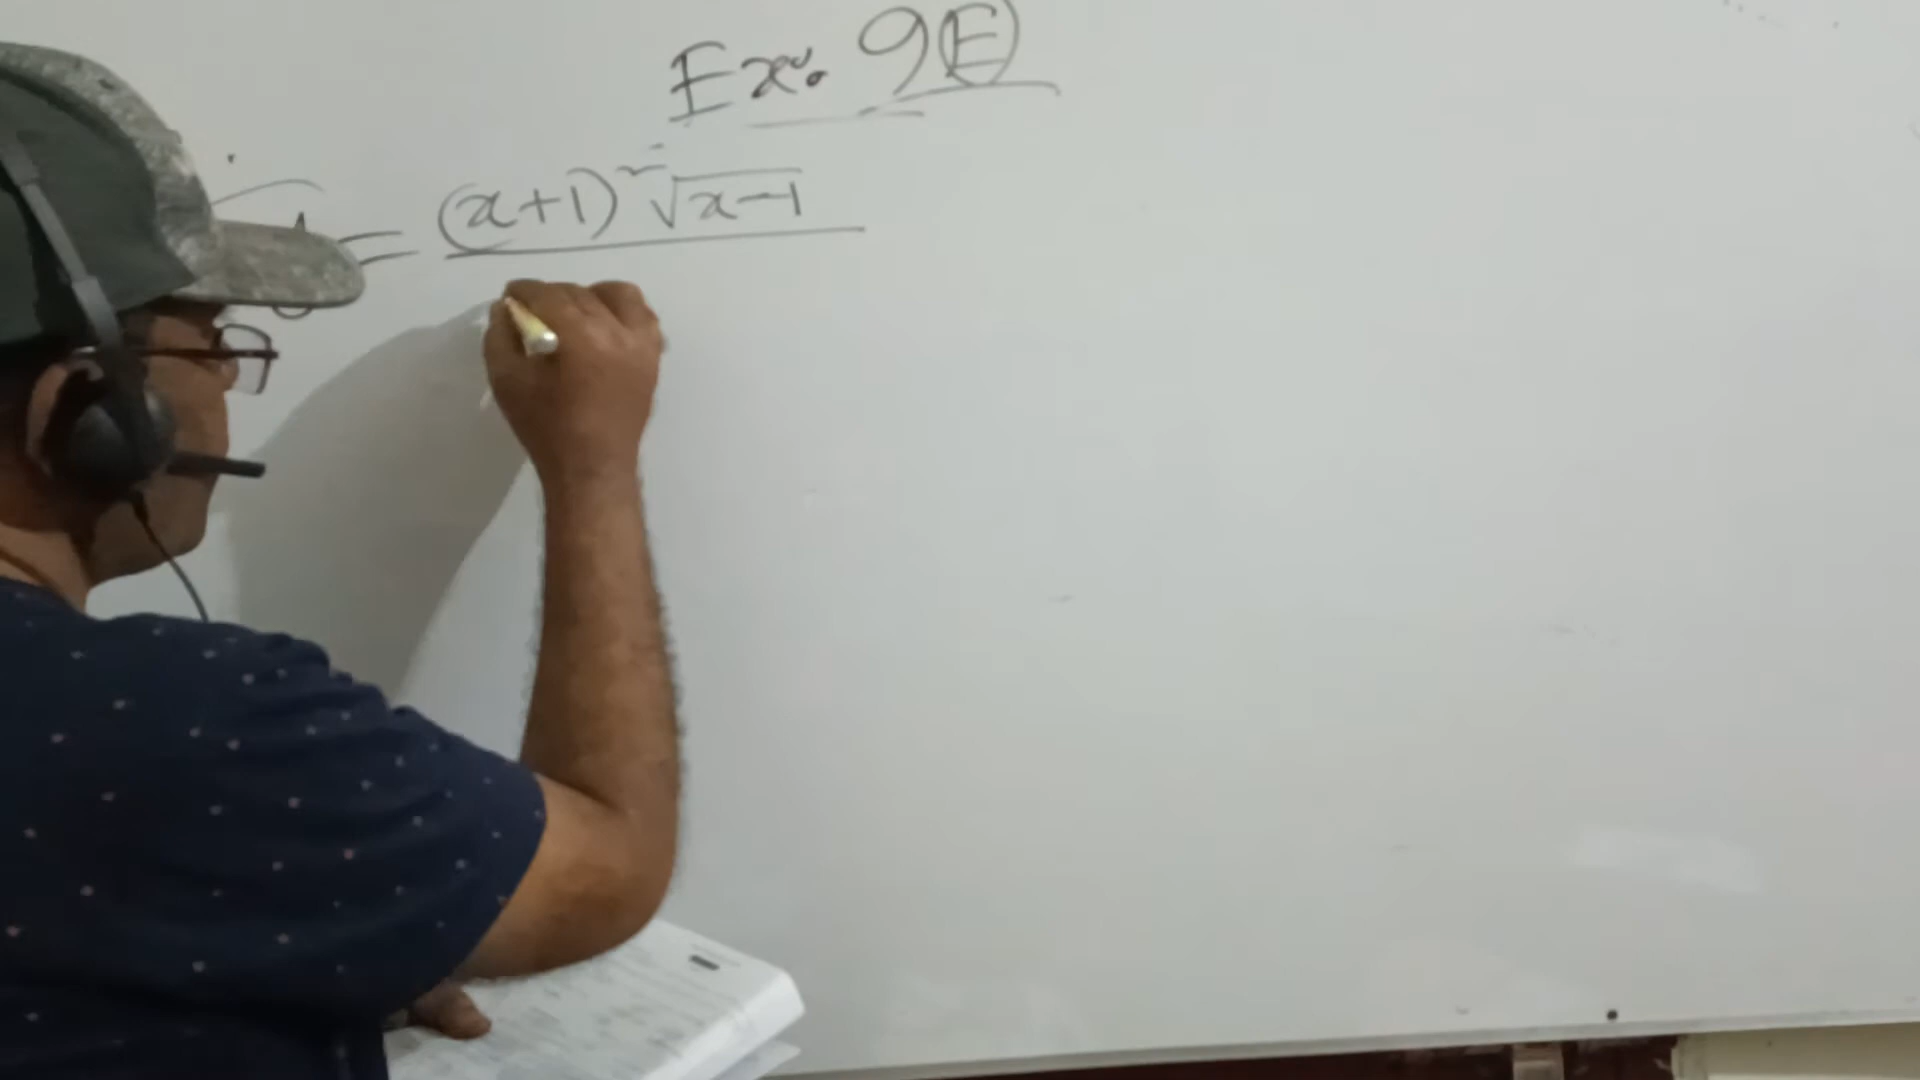 Ex: 9(E)
= (x+1)² √x-1